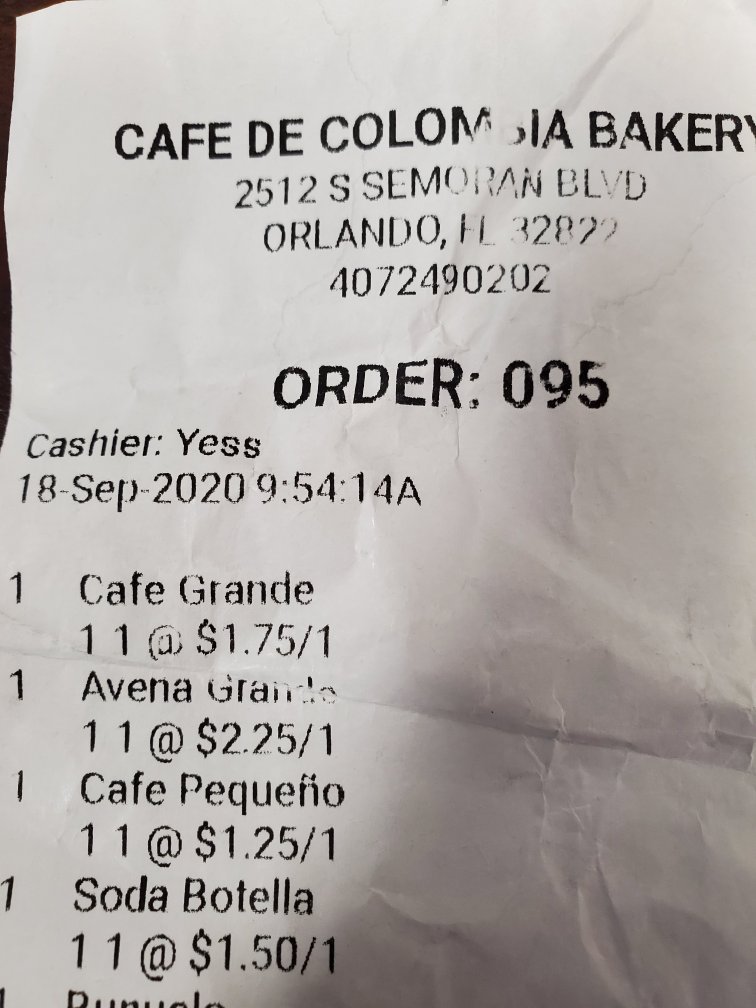 CAFE DE COLOMBIA BAKERY
2512 S SEMORAN BLVD
ORLANDO, FL 32822
4072490202
ORDER: 095
Cashier: Yess
18-Sep-2020 9:54:14A
1 Cafe Grande
1 1 @ $1.75/1
1 Avena Grande
1 1 @ $2.25/1
1 Cafe Pequeño
1 1 @ $1.25/1
1 Soda Botella
1 1 @ $1.50/1
1